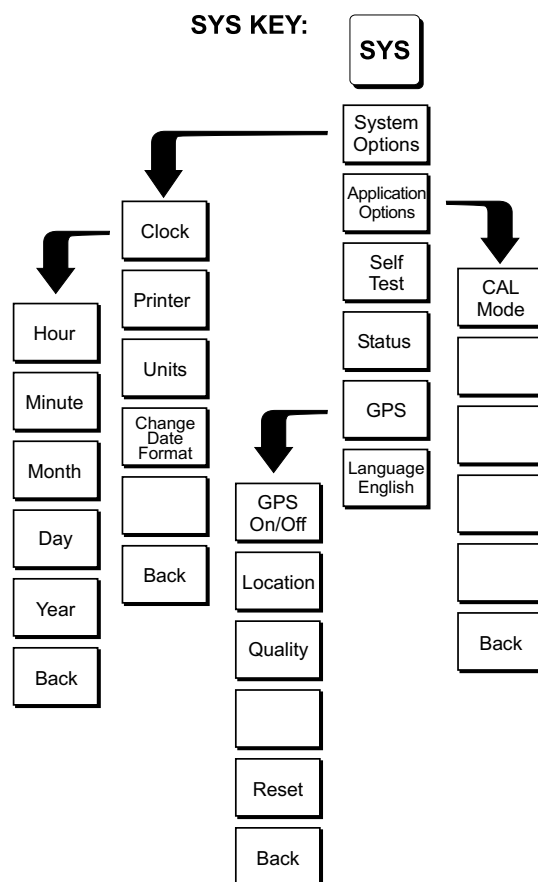 SYS KEY:
SYS
System
Options
Application
Options
Self
Test
Status
GPS
Language
English
Clock
Printer
Units
Change
Date
Format
Back
Hour
Minute
Month
Day
Year
Back
GPS
On/Off
Location
Quality
Reset
Back
CAL
Mode
Back